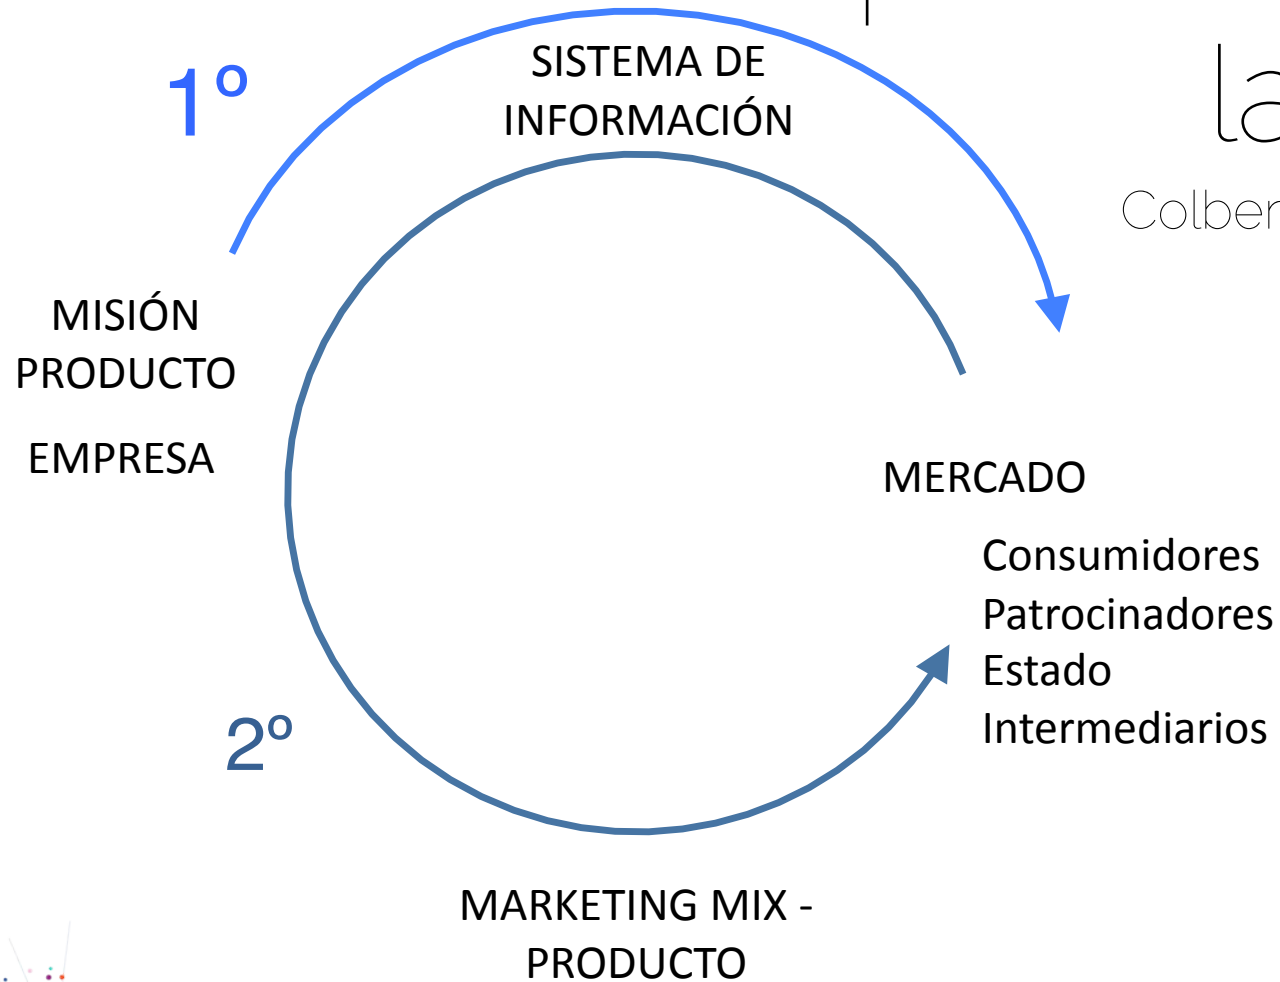 1º
SISTEMA DE
INFORMACIÓN
MISIÓN
PRODUCTO
EMPRESA
MERCADO
Consumidores
Patrocinadores
Estado
Intermediarios
2º
MARKETING MIX -
PRODUCTO